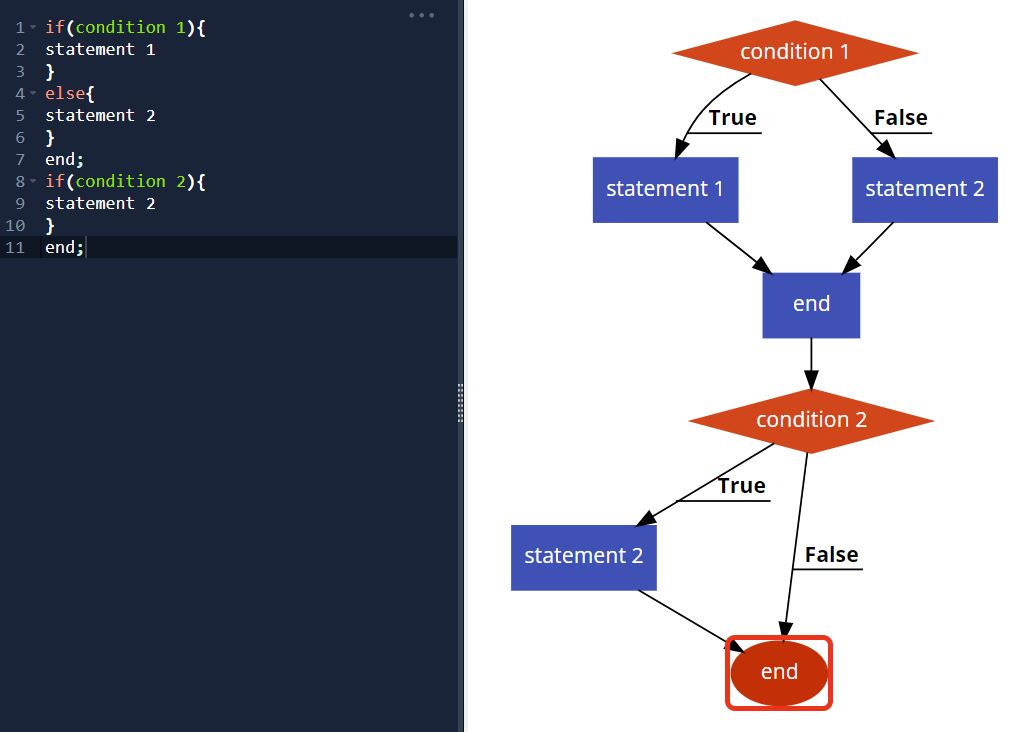 1 if(condition 1){
2 statement 1
3 }
4 else{
5 statement 2
6 }
7 end;
8 if(condition 2){
9 statement 2
10 }
11 end;
condition 1
True
False
statement 1
statement 2
end
condition 2
True
statement 2
False
end